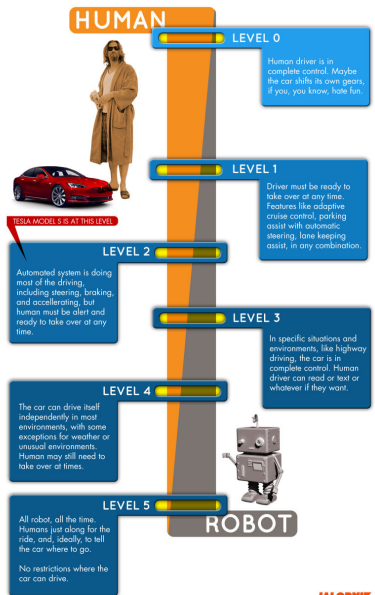 HUMAN
LEVEL 0
Human driver is in
complete control. Maybe
the car shifts its own gears,
if you, you know, hate fun.
LEVEL 1
Driver must be ready to
take over at any time.
Features like adaptive
cruise control, parking
assist with automatic
steering, lane keeping
assist, in any combination.
TESLA MODEL S IS AT THIS LEVEL
LEVEL 2
Automated system is doing
most of the driving,
including steering, braking,
and accellerating, but
human must be alert and
ready to take over at any
time.
LEVEL 3
In specific situations and
environments, like highway
driving, the car is in
complete control. Human
driver can read or text or
whatever if they want.
LEVEL 4
The car can drive itself
independently in most
environments, with some
exceptions for weather or
unusual environments.
Human may still need to
take over at times.
LEVEL 5
All robot, all the time.
Humans just along for the
ride, and, ideally, to tell
the car where to go.
No restrictions where the
car can drive.
ROBOT